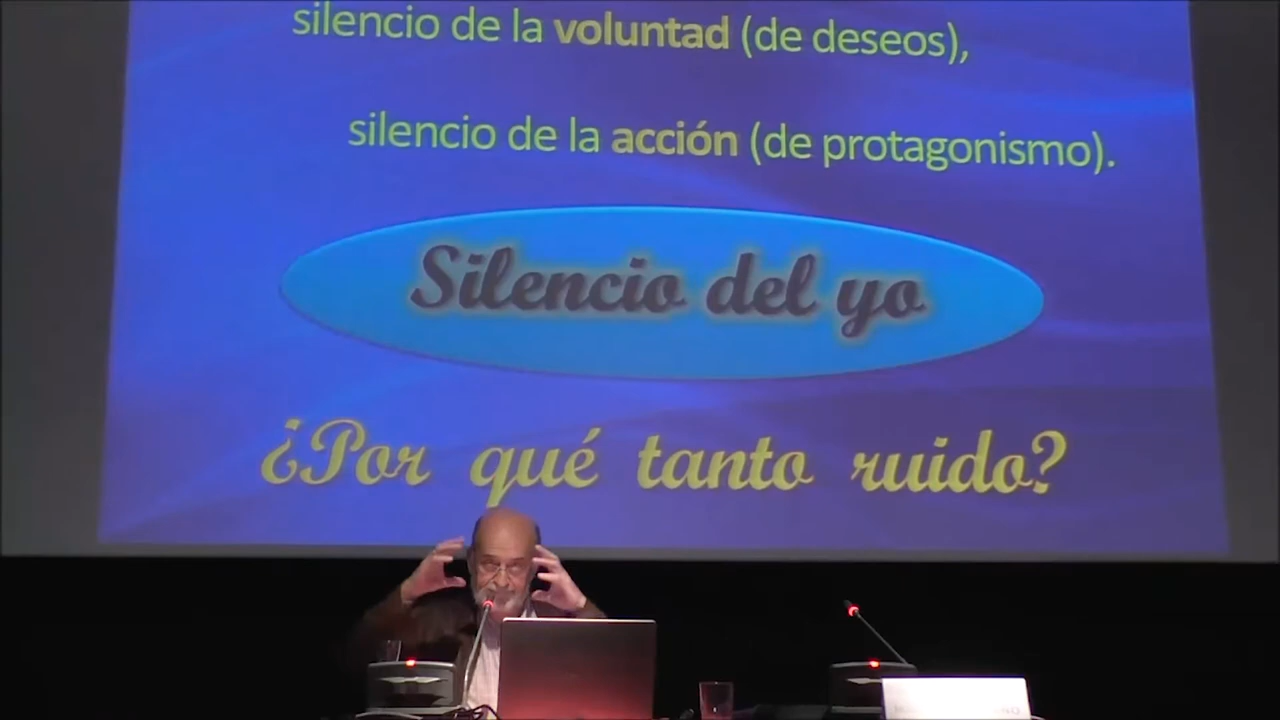 silencio de la voluntad (de deseos),
silencio de la acción (de protagonismo).
Silencio del yo
¿Por qué tanto ruido?